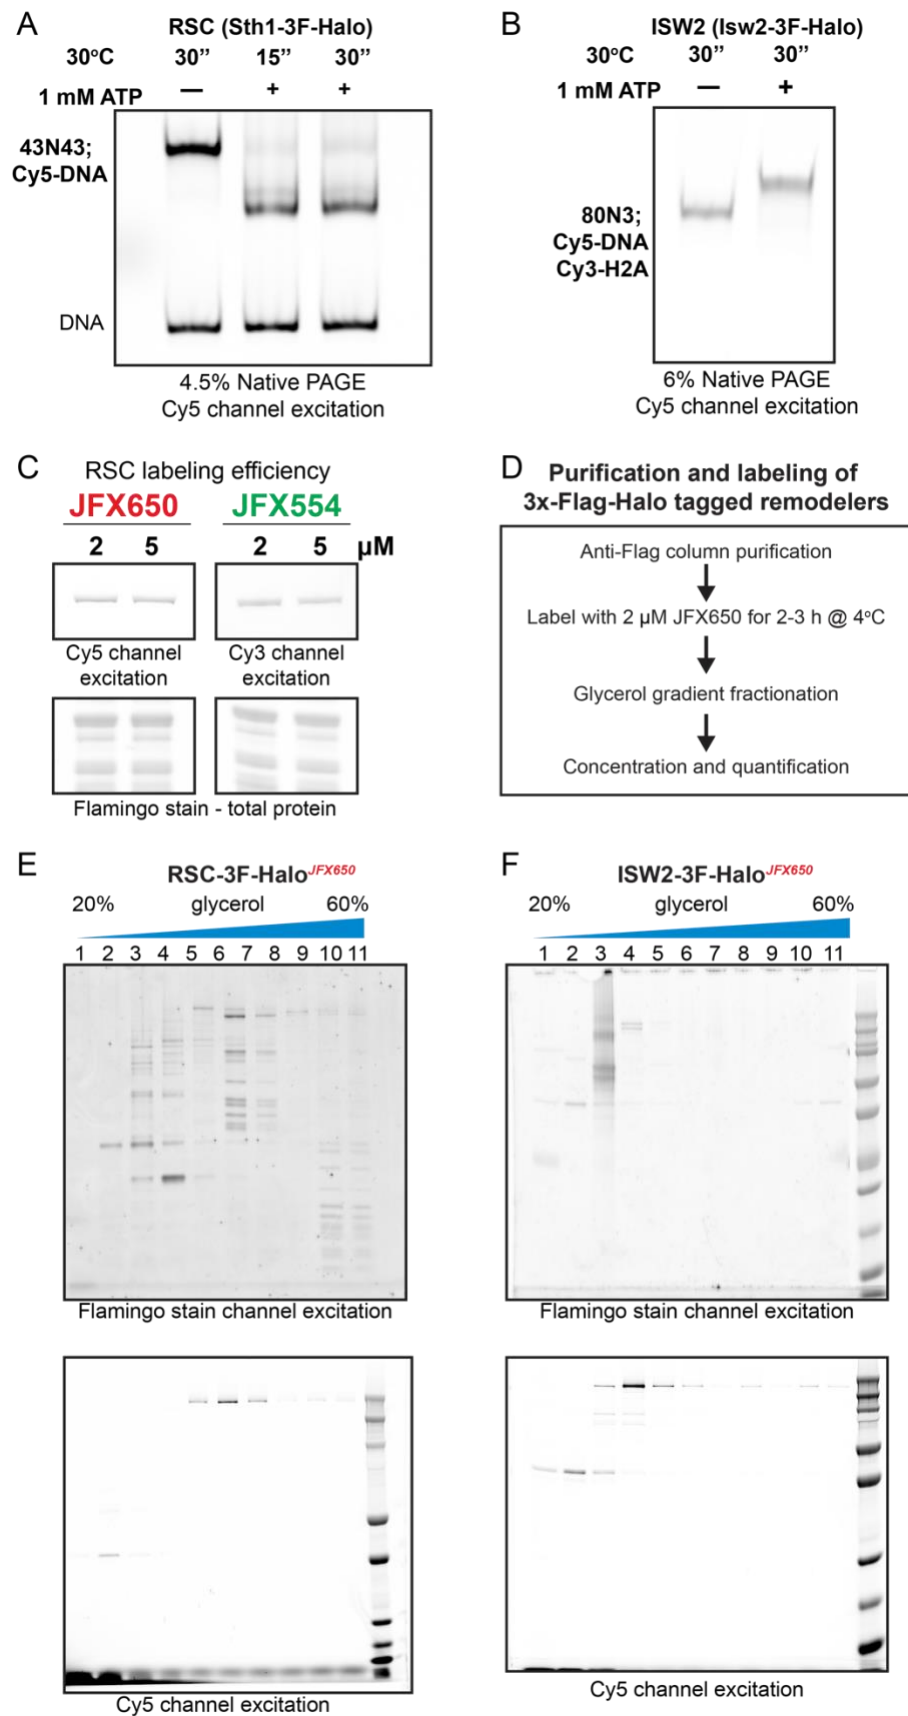 A
RSC (Sth1-3F-Halo)
30°C 30” 15” 30”
1 mM ATP — + +
43N43;
Cy5-DNA
DNA
4.5% Native PAGE
Cy5 channel excitation
B
ISW2 (Isw2-3F-Halo)
30°C 30” 30”
1 mM ATP — +
80N3;
Cy5-DNA
Cy3-H2A
6% Native PAGE
Cy5 channel excitation
C
RSC labeling efficiency
JFX650 JFX554
2 5 2 5 µM
Cy5 channel
excitation
Cy3 channel
excitation
Flamingo stain - total protein
D
Purification and labeling of
3x-Flag-Halo tagged remodelers
Anti-Flag column purification
Label with 2 µM JFX650 for 2-3 h @ 4°C
Glycerol gradient fractionation
Concentration and quantification
E
RSC-3F-Halo JFX650
20% glycerol 60%
1 2 3 4 5 6 7 8 9 10 11
Flamingo stain channel excitation
Cy5 channel excitation
F
ISW2-3F-Halo JFX650
20% glycerol 60%
1 2 3 4 5 6 7 8 9 10 11
Flamingo stain channel excitation
Cy5 channel excitation